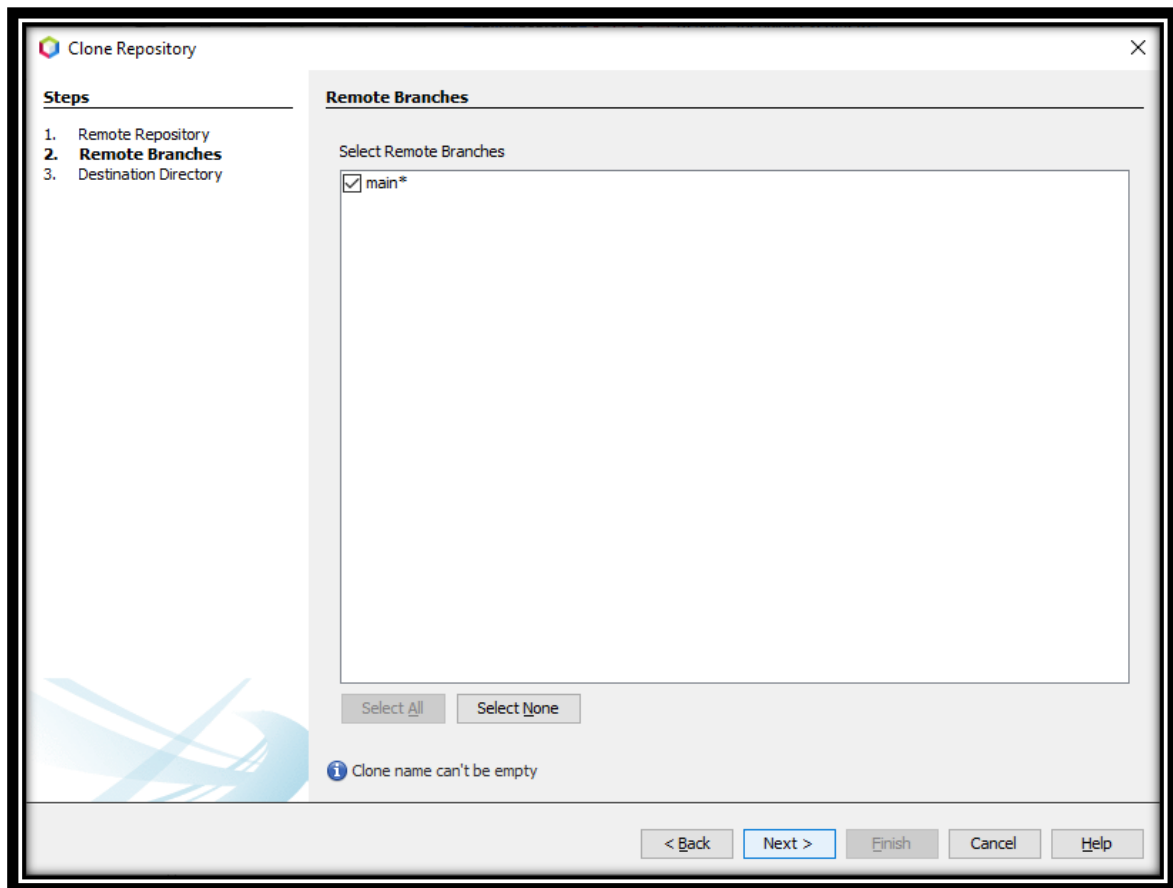 Clone Repository
Steps
1. Remote Repository
2. Remote Branches
3. Destination Directory
Remote Branches
Select Remote Branches
main*
Select All
Select None
Clone name can't be empty
< Back
Next >
Finish
Cancel
Help